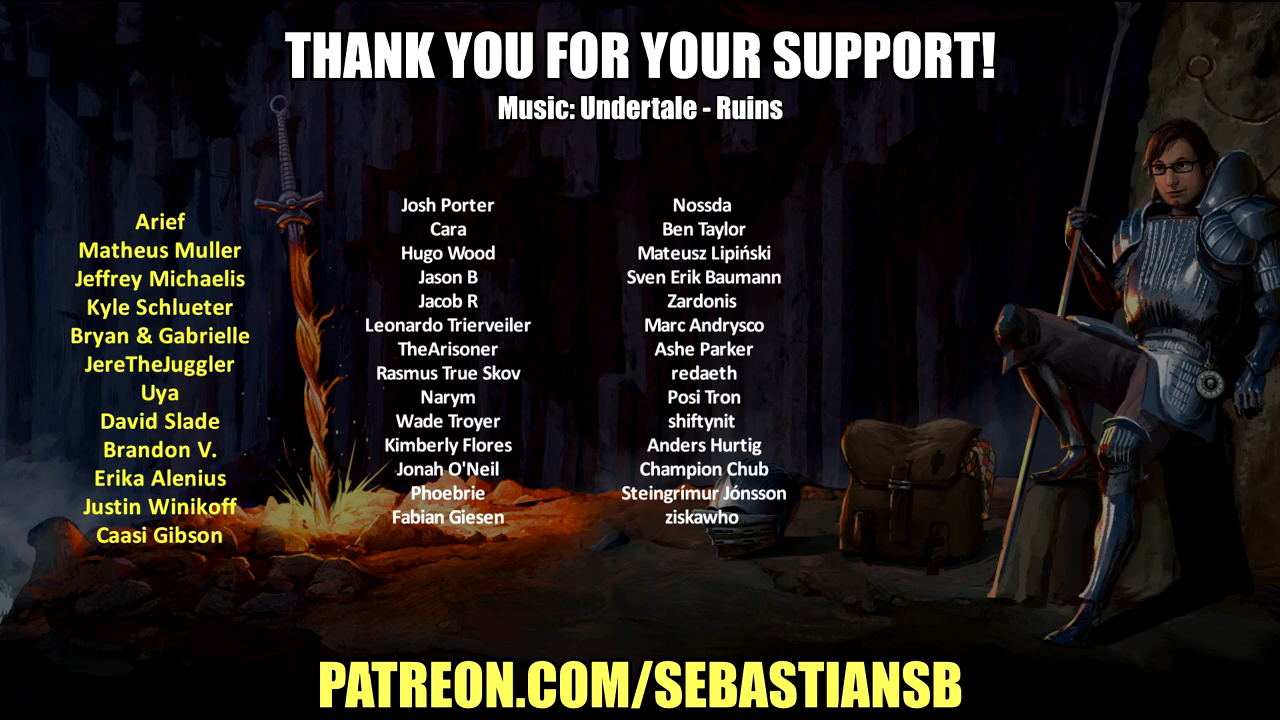 THANK YOU FOR YOUR SUPPORT!
Music: Undertale - Ruins
Arief
Matheus Muller
Jeffrey Michaelis
Kyle Schlueter
Bryan & Gabrielle
JereTheJuggler
Uya
David Slade
Brandon V.
Erika Alenius
Justin Winikoff
Caasi Gibson
Josh Porter
Cara
Hugo Wood
Jason B
Jacob R
Leonardo Trierveiler
TheArisoner
Rasmus True Skov
Narym
Wade Troyer
Kimberly Flores
Jonah O'Neil
Phoebrie
Fabian Giesen
Nossda
Ben Taylor
Mateusz Lipiński
Sven Erik Baumann
Zardonis
Marc Andrysco
Ashe Parker
redaeth
Posi Tron
shiftynit
Anders Hurtig
Champion Chub
Steingrímur Jónsson
ziskawho
PATREON.COM/SEBASTIANSB